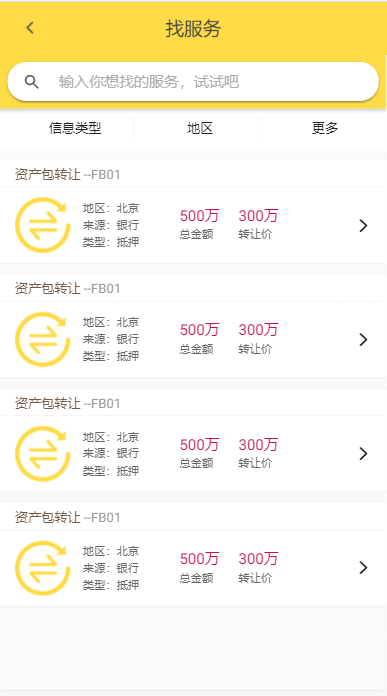 找服务
输入你想找的服务，试试吧
信息类型 地区 更多
资产包转让 --FB01
地区：北京
来源：银行
类型：抵押
500万 300万
总金额 转让价
资产包转让 --FB01
地区：北京
来源：银行
类型：抵押
500万 300万
总金额 转让价
资产包转让 --FB01
地区：北京
来源：银行
类型：抵押
500万 300万
总金额 转让价
资产包转让 --FB01
地区：北京
来源：银行
类型：抵押
500万 300万
总金额 转让价